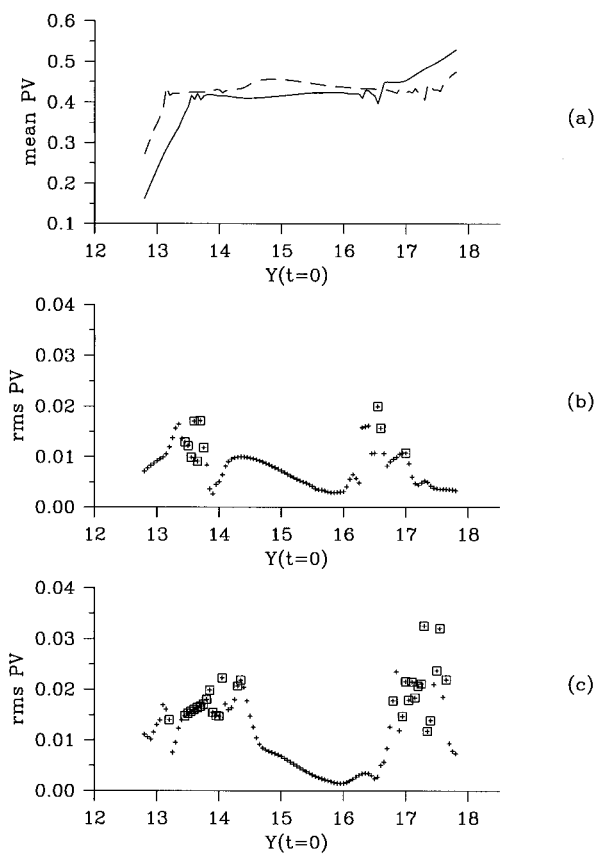 0.6
0.5
0.4
0.3
0.2
0.1
mean PV
12 13 14 15 16 17 18
Y(t=0)
(a)
0.04
0.03
0.02
0.01
0.00
rms PV
12 13 14 15 16 17 18
Y(t=0)
(b)
0.04
0.03
0.02
0.01
0.00
rms PV
12 13 14 15 16 17 18
Y(t=0)
(c)